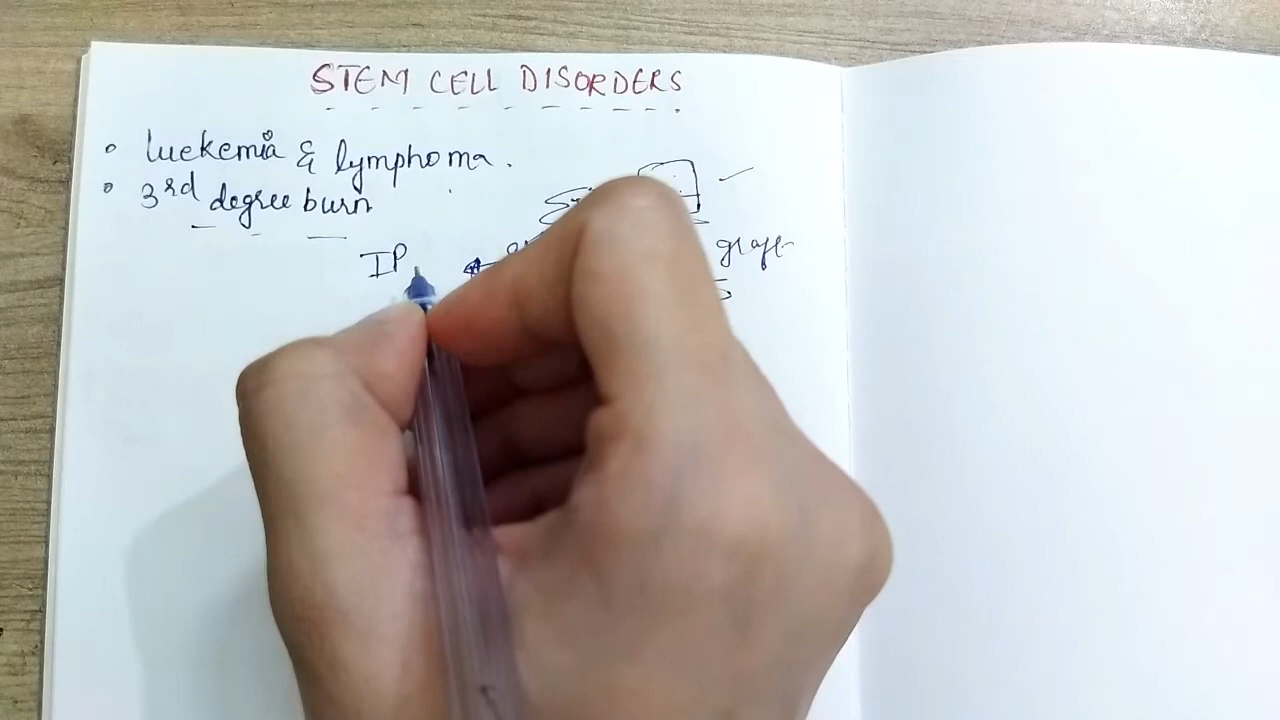 STEM CELL DISORDERS
• luekemia & lymphoma.
• 3rd degree burn
IP
graft